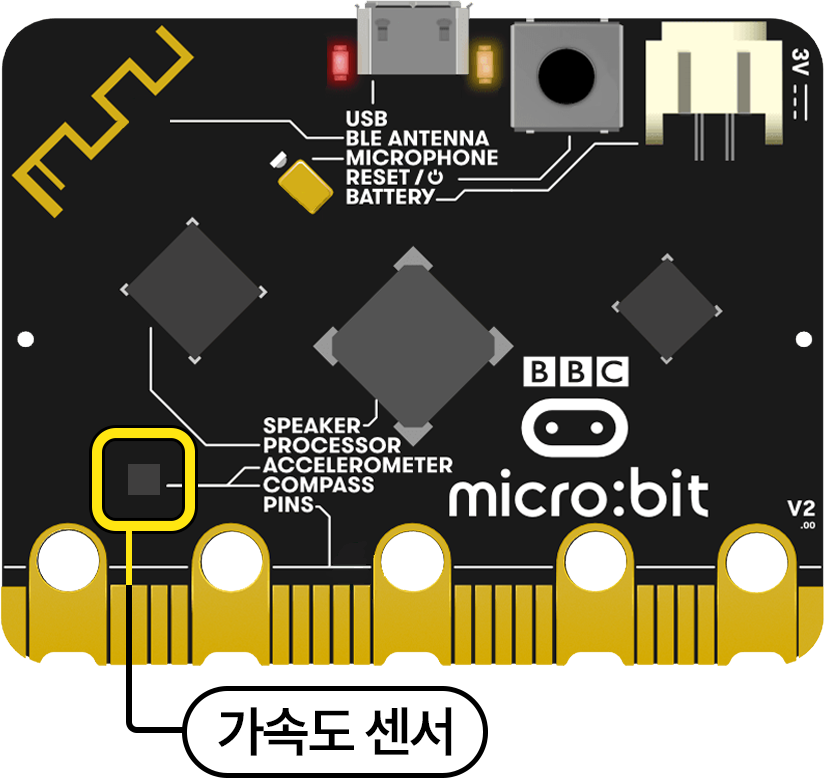 3V
USB
BLE ANTENNA
MICROPHONE
RESET /
BATTERY
BBC
SPEAKER
PROCESSOR
ACCELEROMETER
COMPASS
PINS
micro:bit
V2
.00
가속도 센서